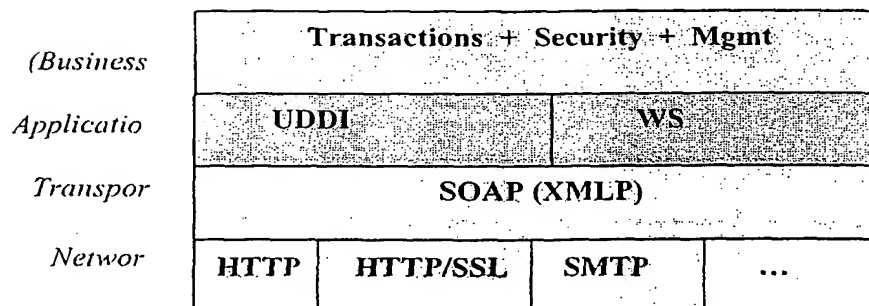 Transactions + Security + Mgmt
(Business
Applicatio
UDDI
WS
Transpor
SOAP (XMLP)
Networ
HTTP
HTTP/SSL
SMTP
...